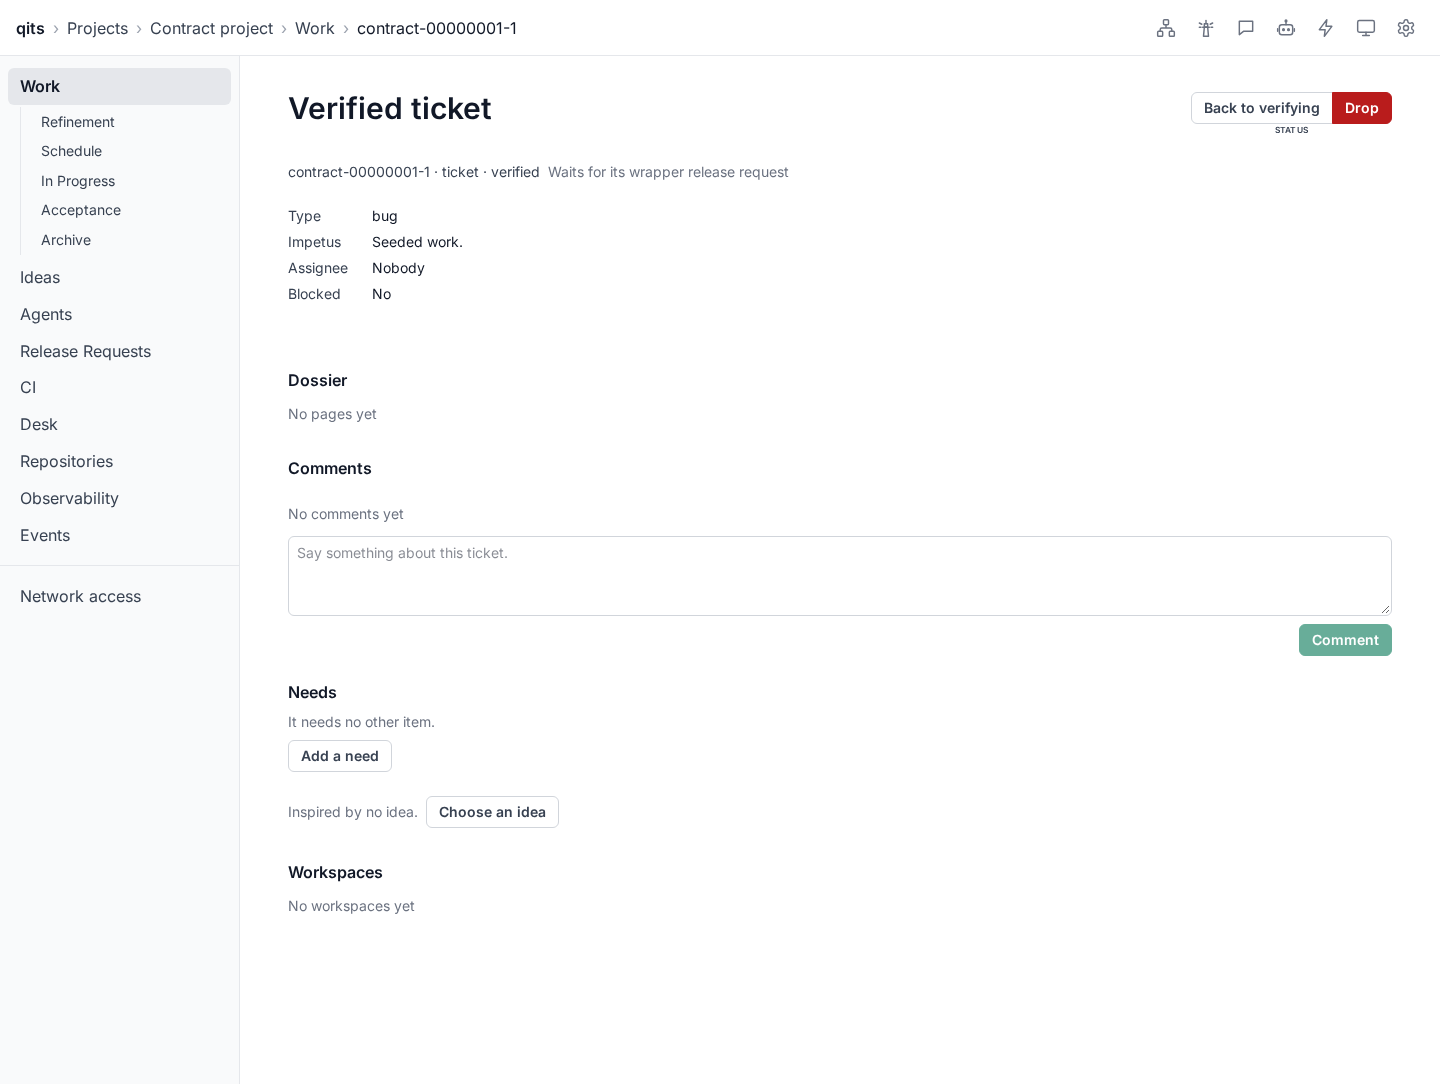 qits › Projects › Contract project › Work › contract-00000001-1
Work
Refinement
Schedule
In Progress
Acceptance
Archive
Ideas
Agents
Release Requests
CI
Desk
Repositories
Observability
Events
Network access
Verified ticket
Back to verifying
Drop
STATUS
contract-00000001-1 · ticket · verified Waits for its wrapper release request
Type bug
Impetus Seeded work.
Assignee Nobody
Blocked No
Dossier
No pages yet
Comments
No comments yet
Say something about this ticket.
Comment
Needs
It needs no other item.
Add a need
Inspired by no idea. Choose an idea
Workspaces
No workspaces yet